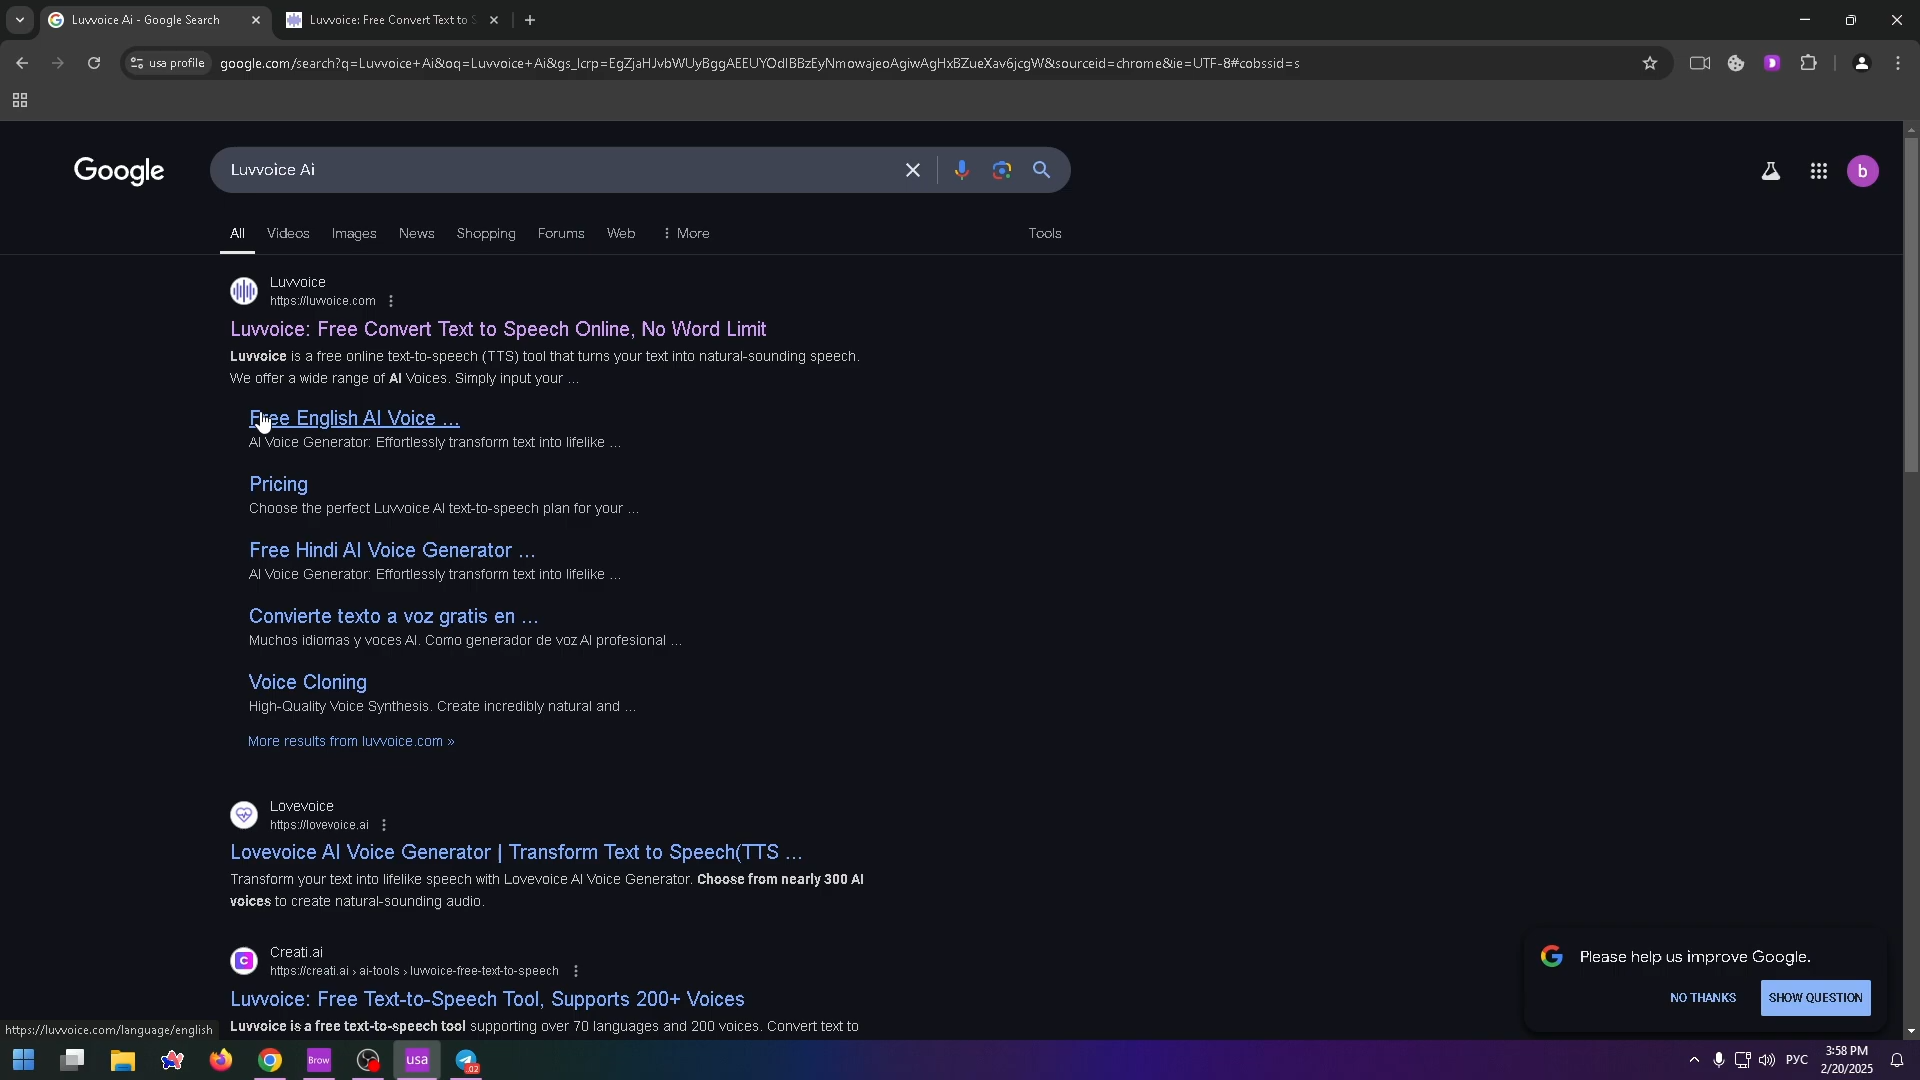 Luvvoice Ai - Google Search
Luvvoice: Free Convert Text to S
usa profile
google.com/search?q=Luvvoice+Ai&oq=Luvvoice+Ai&gs_lcrp=EgZjaHJvbWUyBggAEEUYOdIBBzEyNmowajeoAgiwAgHxBZueXav6jcgW&sourceid=chrome&ie=UTF-8#cobssid=s
Google
Luvvoice Ai
b
All Videos Images News Shopping Forums Web More Tools
Luvvoice
https://luvvoice.com
Luvvoice: Free Convert Text to Speech Online, No Word Limit
Luvvoice is a free online text-to-speech (TTS) tool that turns your text into natural-sounding speech.
We offer a wide range of AI Voices. Simply input your ...
Free English AI Voice ...
AI Voice Generator: Effortlessly transform text into lifelike ...
Pricing
Choose the perfect Luvvoice AI text-to-speech plan for your ...
Free Hindi AI Voice Generator ...
AI Voice Generator: Effortlessly transform text into lifelike ...
Convierte texto a voz gratis en ...
Muchos idiomas y voces AI. Como generador de voz AI profesional ...
Voice Cloning
High-Quality Voice Synthesis. Create incredibly natural and ...
More results from luvvoice.com »
Lovevoice
https://lovevoice.ai
Lovevoice AI Voice Generator | Transform Text to Speech(TTS ...
Transform your text into lifelike speech with Lovevoice AI Voice Generator. Choose from nearly 300 AI
voices to create natural-sounding audio.
Creati.ai
https://creati.ai › ai-tools › luvvoice-free-text-to-speech
Luvvoice: Free Text-to-Speech Tool, Supports 200+ Voices
Luvvoice is a free text-to-speech tool supporting over 70 languages and 200 voices. Convert text to
Please help us improve Google.
NO THANKS SHOW QUESTION
https://luvvoice.com/language/english
Brow
usa
.02
РУС
3:58 PM
2/20/2025